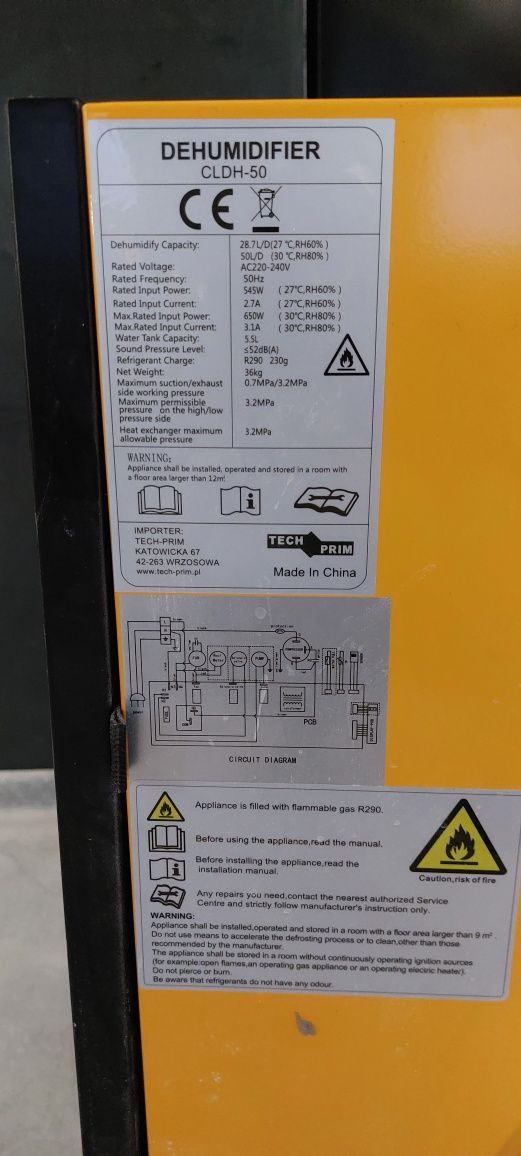 DEHUMIDIFIER
CLDH-50
CE
Dehumidify Capacity: 28.7L/D(27 ℃,RH60% )
50L/D (30 ℃,RH80% )
Rated Voltage: AC220-240V
Rated Frequency: 50Hz
Rated Input Power: 545W ( 27℃,RH60% )
Rated Input Current: 2.7A ( 27℃,RH60% )
Max.Rated Input Power: 650W ( 30℃,RH80% )
Max.Rated Input Current: 3.1A ( 30℃,RH80% )
Water Tank Capacity: 5.5L
Sound Pressure Level: ≤52dB(A)
Refrigerant Charge: R290 230g
Net Weight: 36kg
Maximum suction/exhaust 0.7MPa/3.2MPa
side working pressure
Maximum permissible 3.2MPa
pressure on the high/low
pressure side
Heat exchanger maximum 3.2MPa
allowable pressure
WARNING:
Appliance shall be installed, operated and stored in a room with
a floor area larger than 12m²
IMPORTER:
TECH-PRIM
KATOWICKA 67
42-263 WRZOSOWA
www.tech-prim.pl
TECH PRIM
Made In China
protection
COMPRESSOR
FAN
PUMP
power
PCB
CIRCUIT DIAGRAM
Appliance is filled with flammable gas R290.
Before using the appliance,read the manual.
Before installing the appliance,read the
installation manual.
Caution,risk of fire
Any repairs you need,contact the nearest authorized Service
Centre and strictly follow manufacturer's instruction only.
WARNING:
Appliance shall be installed,operated and stored in a room with a floor area larger than 9 m² .
Do not use means to accelerate the defrosting process or to clean,other than those
recommended by the manufacturer.
The appliance shall be stored in a room without continuously operating ignition sources
(for example:open flames,an operating gas appliance or an operating electric heater).
Do not pierce or burn.
Be aware that refrigerants do not have any odour.